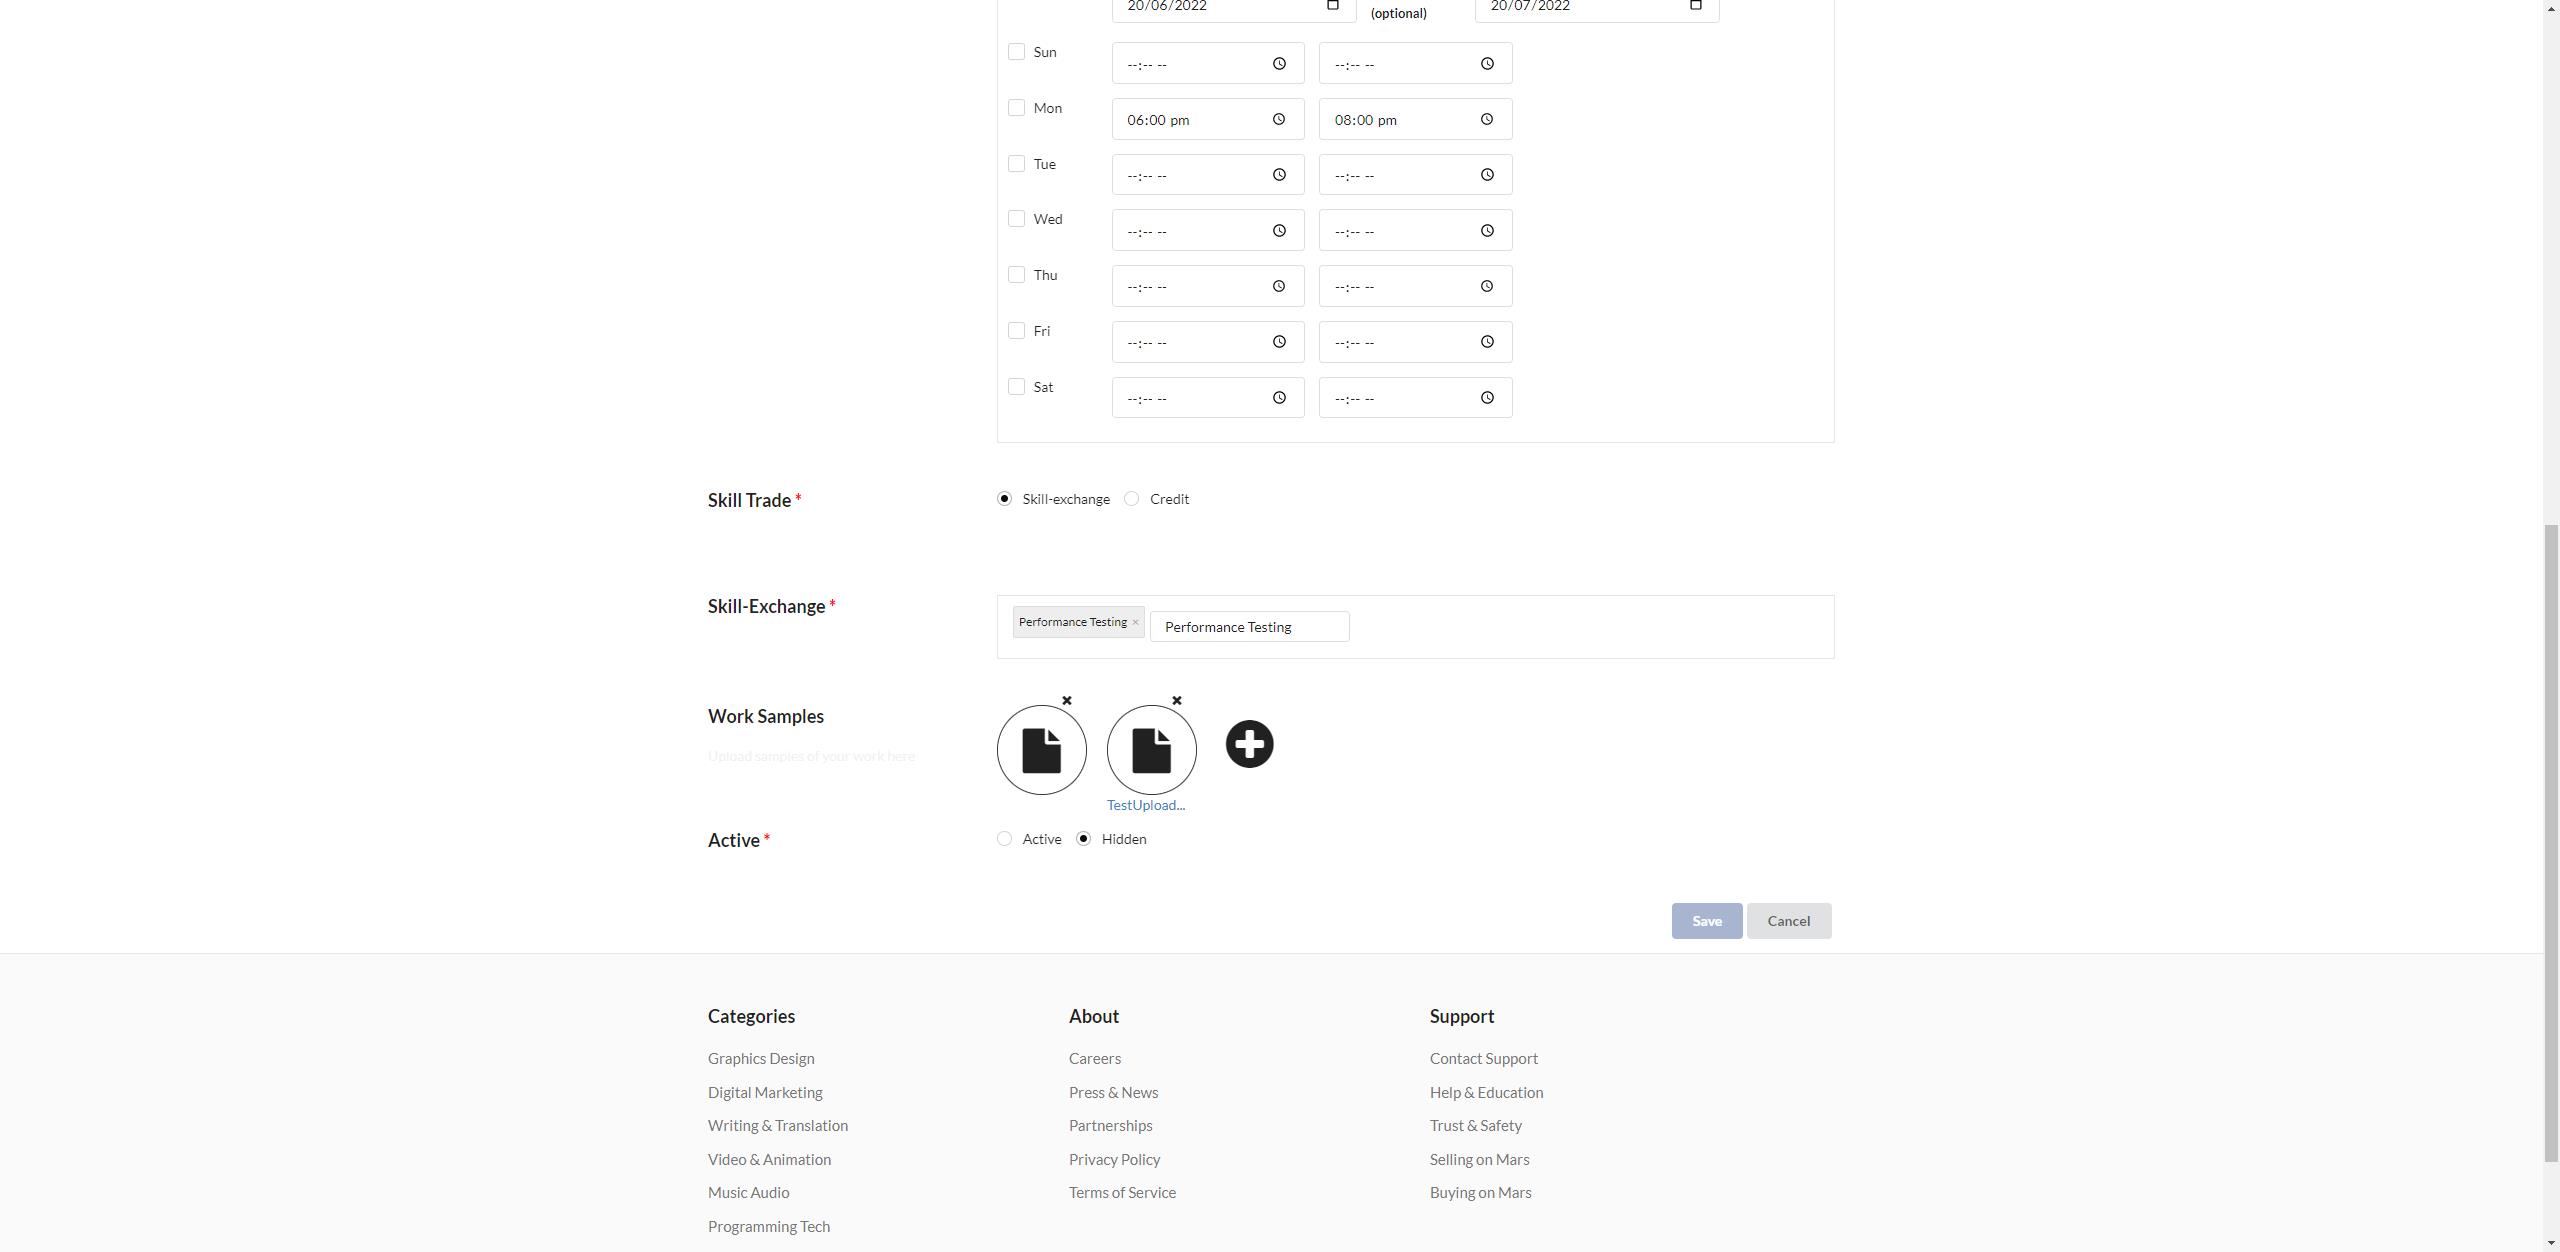 20/06/2022 (optional) 20/07/2022
Sun --:-- -- --:-- --
Mon 06:00 pm 08:00 pm
Tue --:-- -- --:-- --
Wed --:-- -- --:-- --
Thu --:-- -- --:-- --
Fri --:-- -- --:-- --
Sat --:-- -- --:-- --
Skill Trade * Skill-exchange Credit
Skill-Exchange * Performance Testing × Performance Testing
Work Samples
Upload samples of your work here
TestUpload...
Active * Active Hidden
Save Cancel
Categories About Support
Graphics Design Careers Contact Support
Digital Marketing Press & News Help & Education
Writing & Translation Partnerships Trust & Safety
Video & Animation Privacy Policy Selling on Mars
Music Audio Terms of Service Buying on Mars
Programming Tech